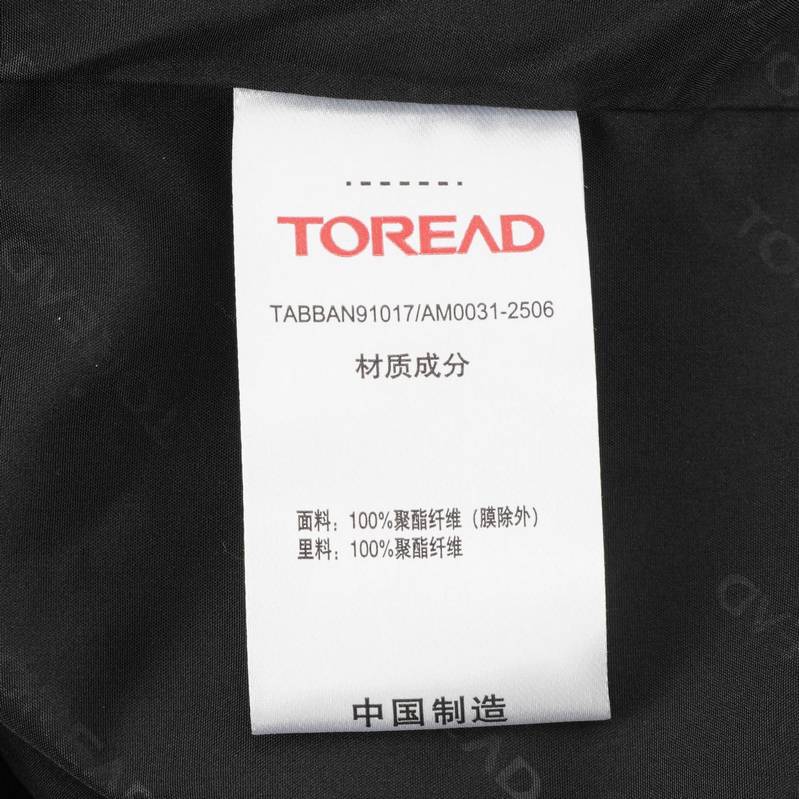 TOREAD
TABBAN91017/AM0031-2506
材质成分
面料：100%聚酯纤维（膜除外）
里料：100%聚酯纤维
中国制造
TOREAD